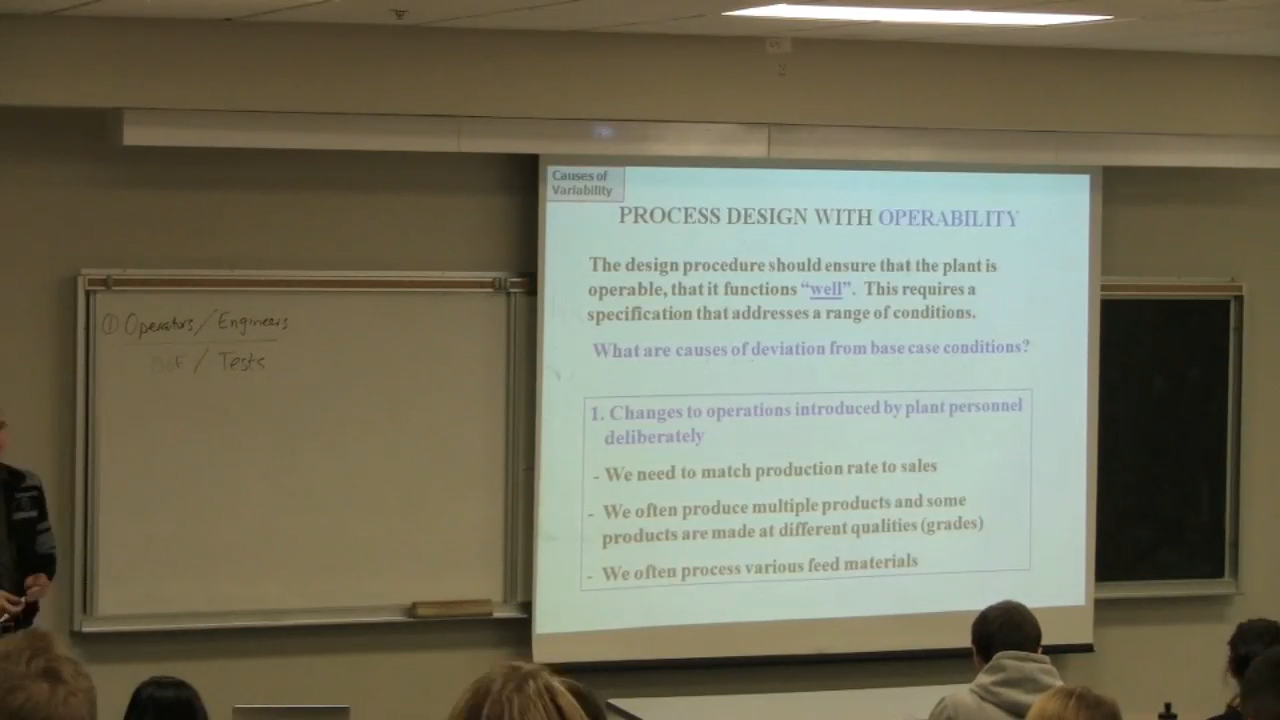 ① Operators / Engineers
/ Tests
Causes of
Variability
PROCESS DESIGN WITH OPERABILITY
The design procedure should ensure that the plant is
operable, that it functions “well”. This requires a
specification that addresses a range of conditions.
What are causes of deviation from base case conditions?
1. Changes to operations introduced by plant personnel
deliberately
- We need to match production rate to sales
- We often produce multiple products and some
products are made at different qualities (grades)
- We often process various feed materials